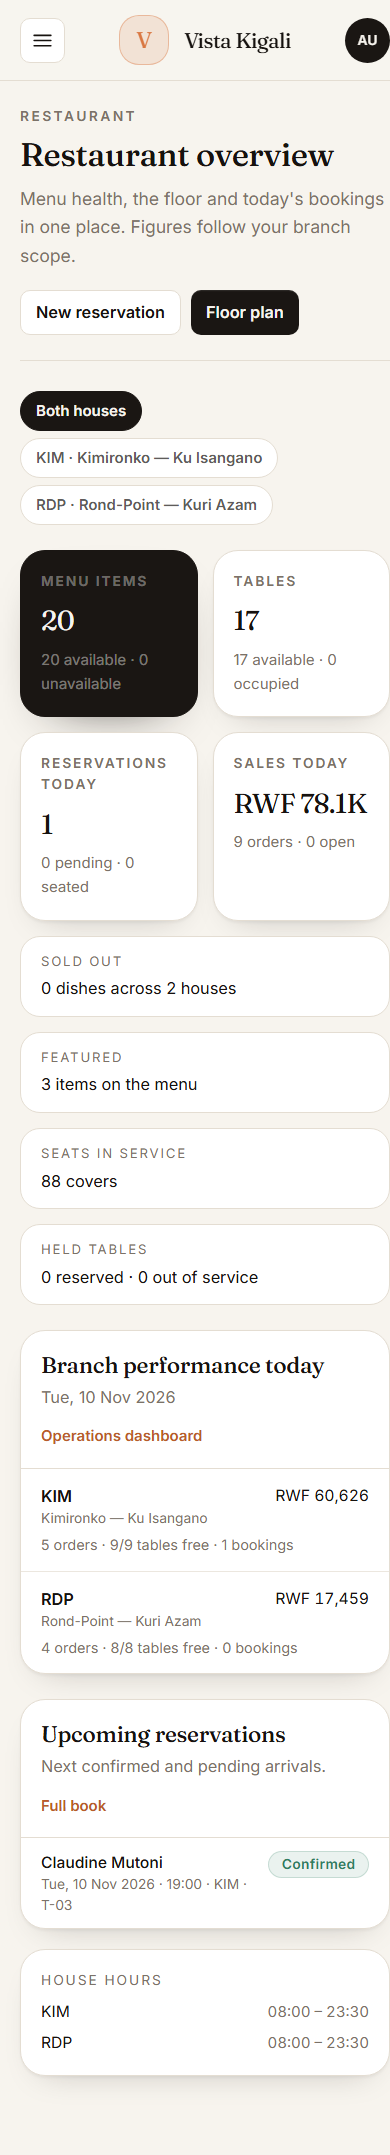 V Vista Kigali AU
RESTAURANT
Restaurant overview
Menu health, the floor and today's bookings
in one place. Figures follow your branch
scope.
New reservation Floor plan
Both houses
KIM · Kimironko — Ku Isangano
RDP · Rond-Point — Kuri Azam
MENU ITEMS
20
20 available · 0
unavailable
TABLES
17
17 available · 0
occupied
RESERVATIONS
TODAY
1
0 pending · 0
seated
SALES TODAY
RWF 78.1K
9 orders · 0 open
SOLD OUT
0 dishes across 2 houses
FEATURED
3 items on the menu
SEATS IN SERVICE
88 covers
HELD TABLES
0 reserved · 0 out of service
Branch performance today
Tue, 10 Nov 2026
Operations dashboard
KIM RWF 60,626
Kimironko — Ku Isangano
5 orders · 9/9 tables free · 1 bookings
RDP RWF 17,459
Rond-Point — Kuri Azam
4 orders · 8/8 tables free · 0 bookings
Upcoming reservations
Next confirmed and pending arrivals.
Full book
Claudine Mutoni Confirmed
Tue, 10 Nov 2026 · 19:00 · KIM ·
T-03
HOUSE HOURS
KIM 08:00 – 23:30
RDP 08:00 – 23:30